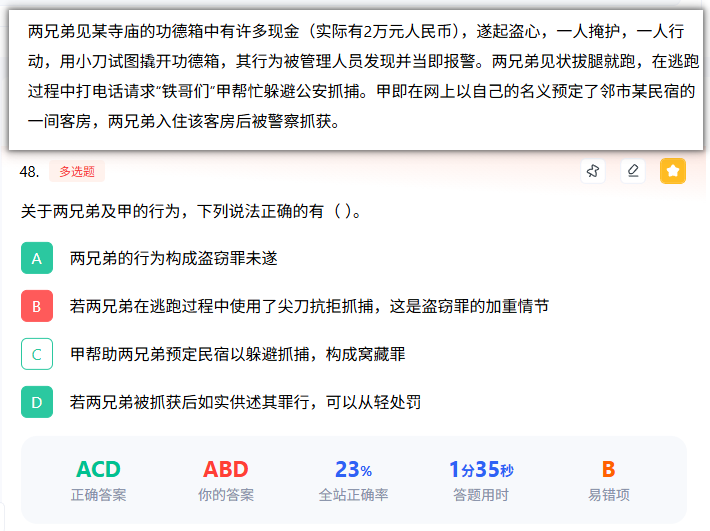 两兄弟见某寺庙的功德箱中有许多现金（实际有2万元人民币），遂起盗心，一人掩护，一人行
动，用小刀试图撬开功德箱，其行为被管理人员发现并当即报警。两兄弟见状拔腿就跑，在逃跑
过程中打电话请求“铁哥们”甲帮忙躲避公安抓捕。甲即在网上以自己的名义预定了邻市某民宿的
一间客房，两兄弟入住该客房后被警察抓获。
48. 多选题
关于两兄弟及甲的行为，下列说法正确的有（ ）。
A 两兄弟的行为构成盗窃罪未遂
B 若两兄弟在逃跑过程中使用了尖刀抗拒抓捕，这是盗窃罪的加重情节
C 甲帮助两兄弟预定民宿以躲避抓捕，构成窝藏罪
D 若两兄弟被抓获后如实供述其罪行，可以从轻处罚
ACD ABD 23% 1分35秒 B
正确答案 你的答案 全站正确率 答题用时 易错项